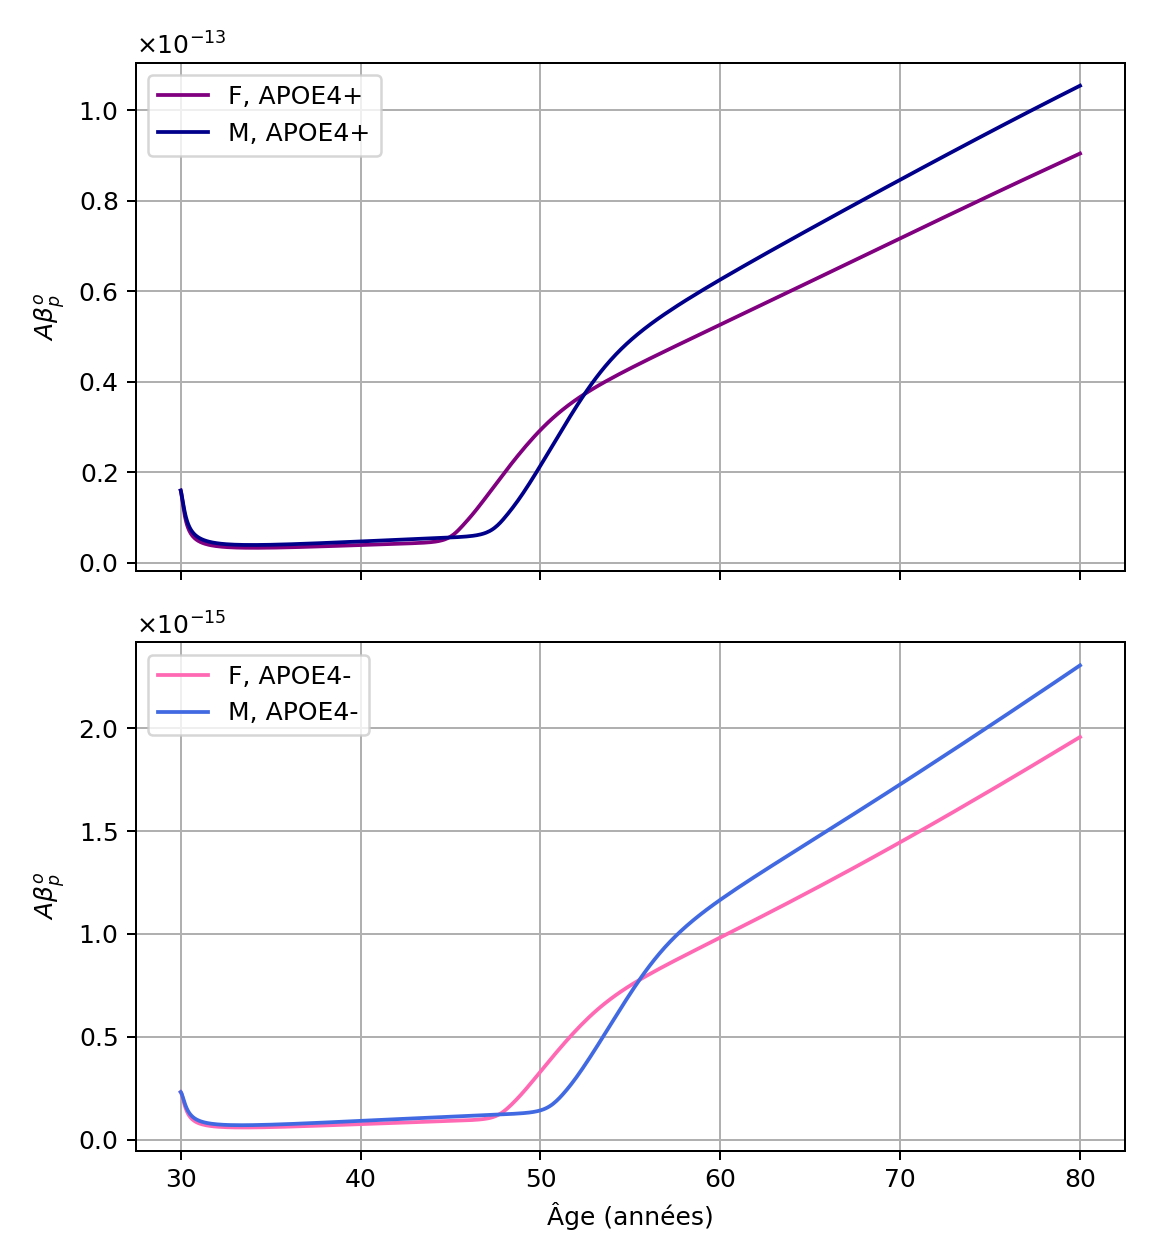 ×10⁻¹³
F, APOE4+
M, APOE4+
1.0
0.8
0.6
0.4
0.2
0.0
Aβₚᵒ
×10⁻¹⁵
F, APOE4-
M, APOE4-
2.0
1.5
1.0
0.5
0.0
Aβₚᵒ
30 40 50 60 70 80
Âge (années)